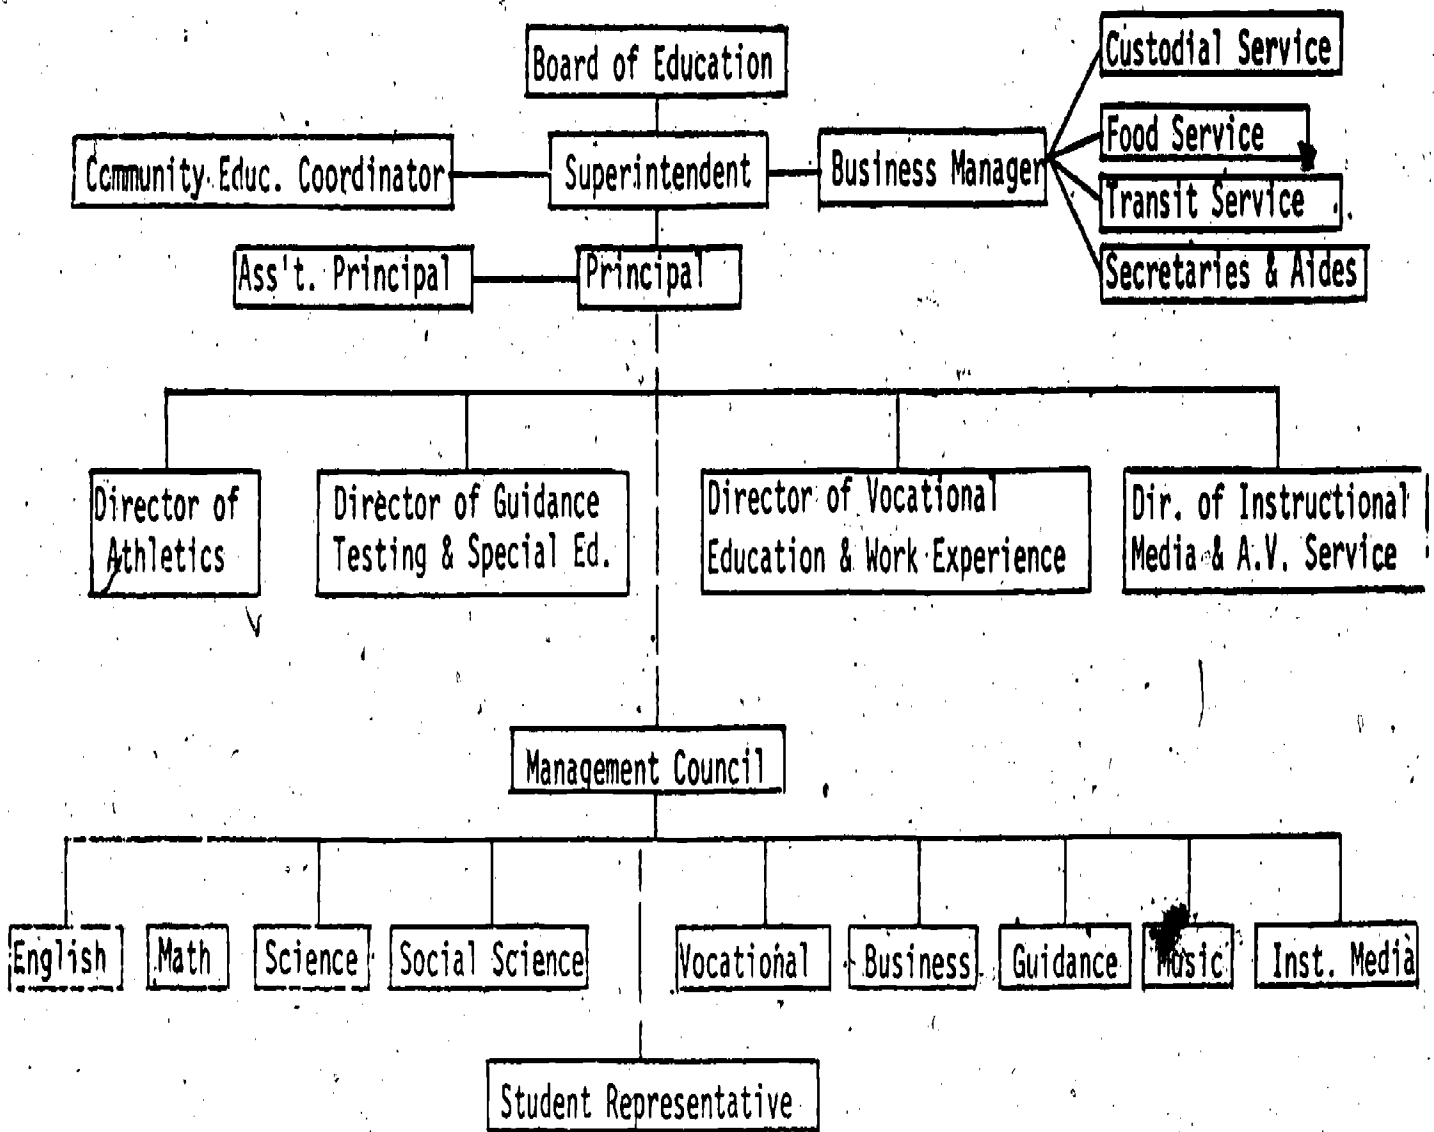 Board of Education
Custodial Service
Food Service
Community Educ. Coordinator
Superintendent
Business Manager
Transit Service
Ass't. Principal
Principal
Secretaries & Aides
Director of
Athletics
Director of Guidance
Testing & Special Ed.
Director of Vocational
Education & Work Experience
Dir. of Instructional
Media & A.V. Service
Management Council
English
Math
Science
Social Science
Vocational
Business
Guidance
Music
Inst. Media
Student Representative